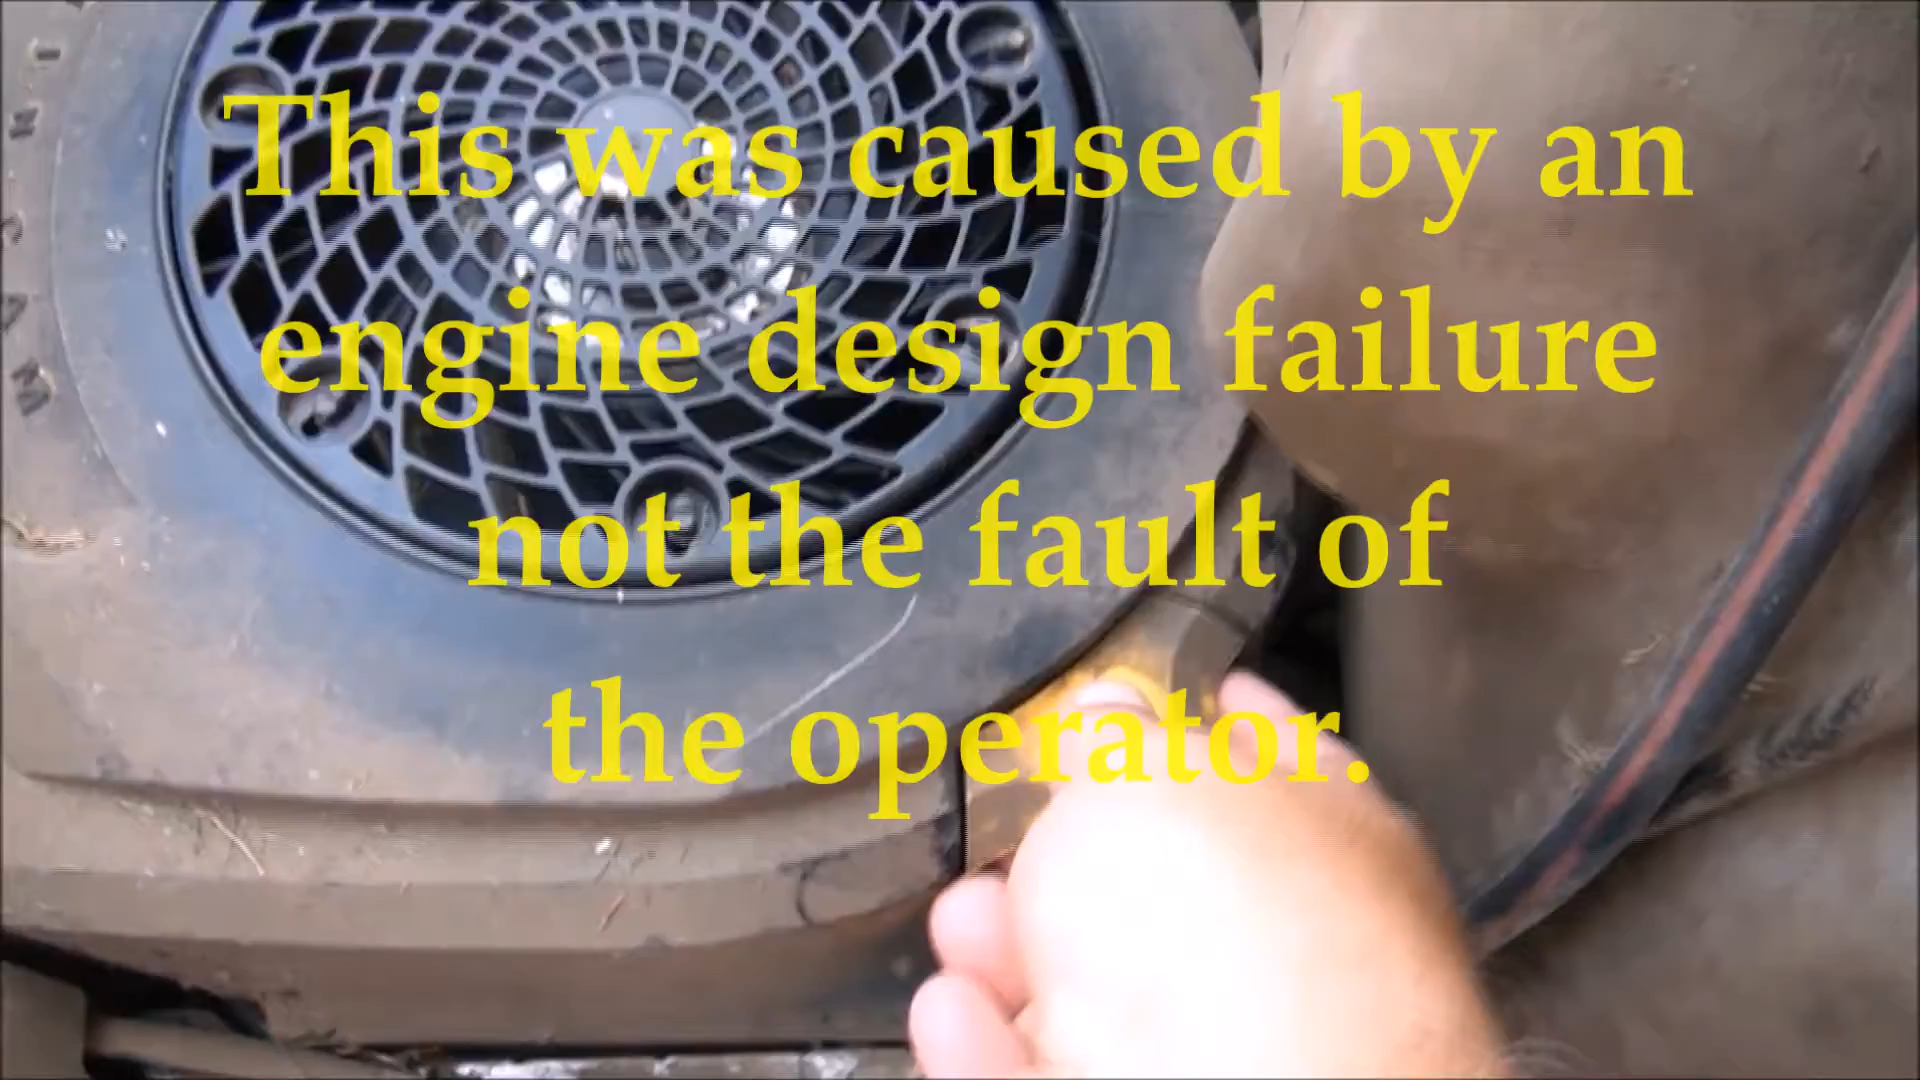 This was caused by an
engine design failure
not the fault of
the operator.